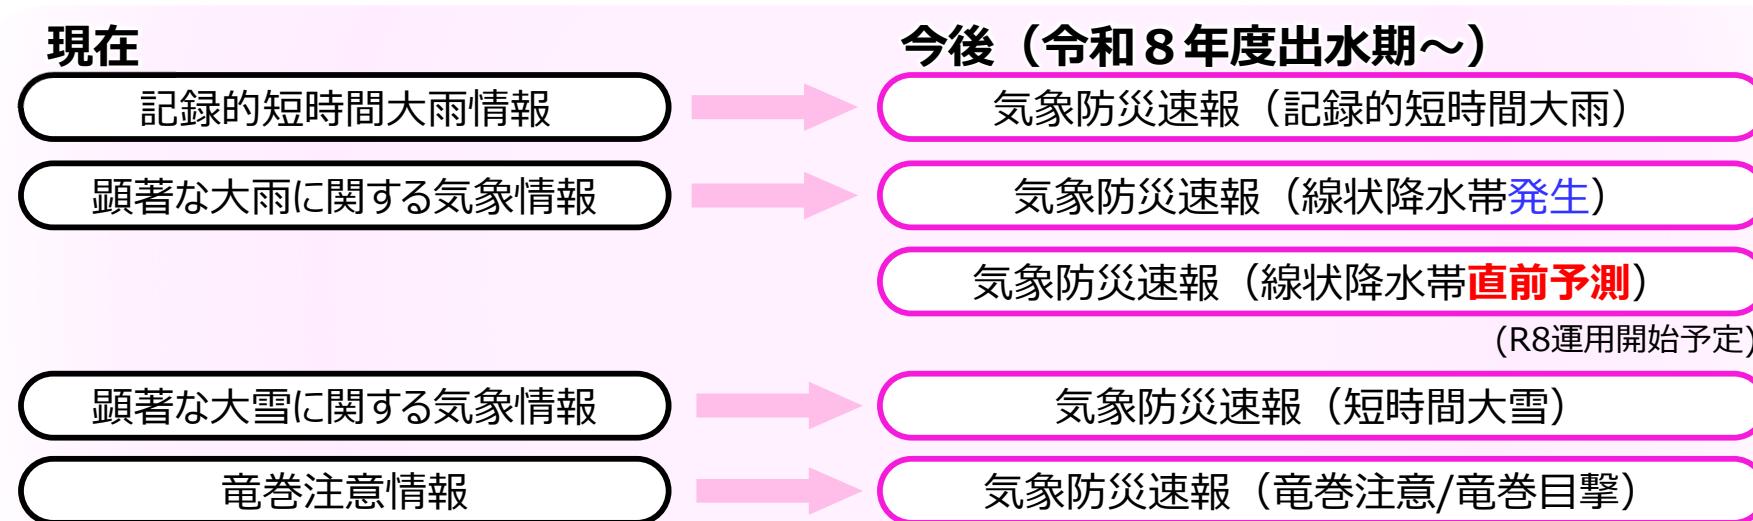 現在
今後（令和８年度出水期～）
記録的短時間大雨情報
気象防災速報（記録的短時間大雨）
顕著な大雨に関する気象情報
気象防災速報（線状降水帯発生）
気象防災速報（線状降水帯直前予測）
(R8運用開始予定)
顕著な大雪に関する気象情報
気象防災速報（短時間大雪）
竜巻注意情報
気象防災速報（竜巻注意/竜巻目撃）